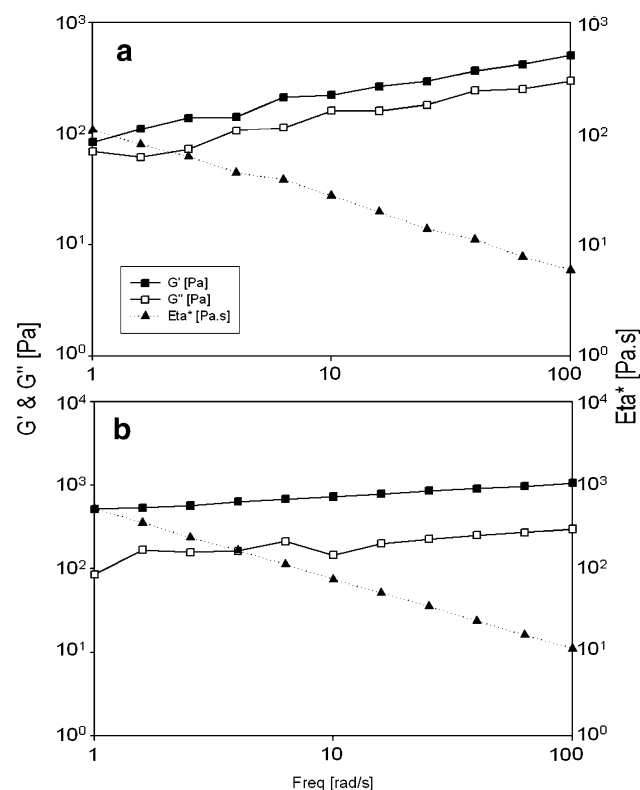 10³ 10³
a
10² 10²
10¹ 10¹
G' [Pa]
G" [Pa]
Eta* [Pa.s]
10⁰ 10⁰
1 10 100
G' & G" [Pa]
Eta* [Pa.s]
10⁴ 10⁴
b
10³ 10³
10² 10²
10¹ 10¹
10⁰ 10⁰
1 10 100
Freq [rad/s]